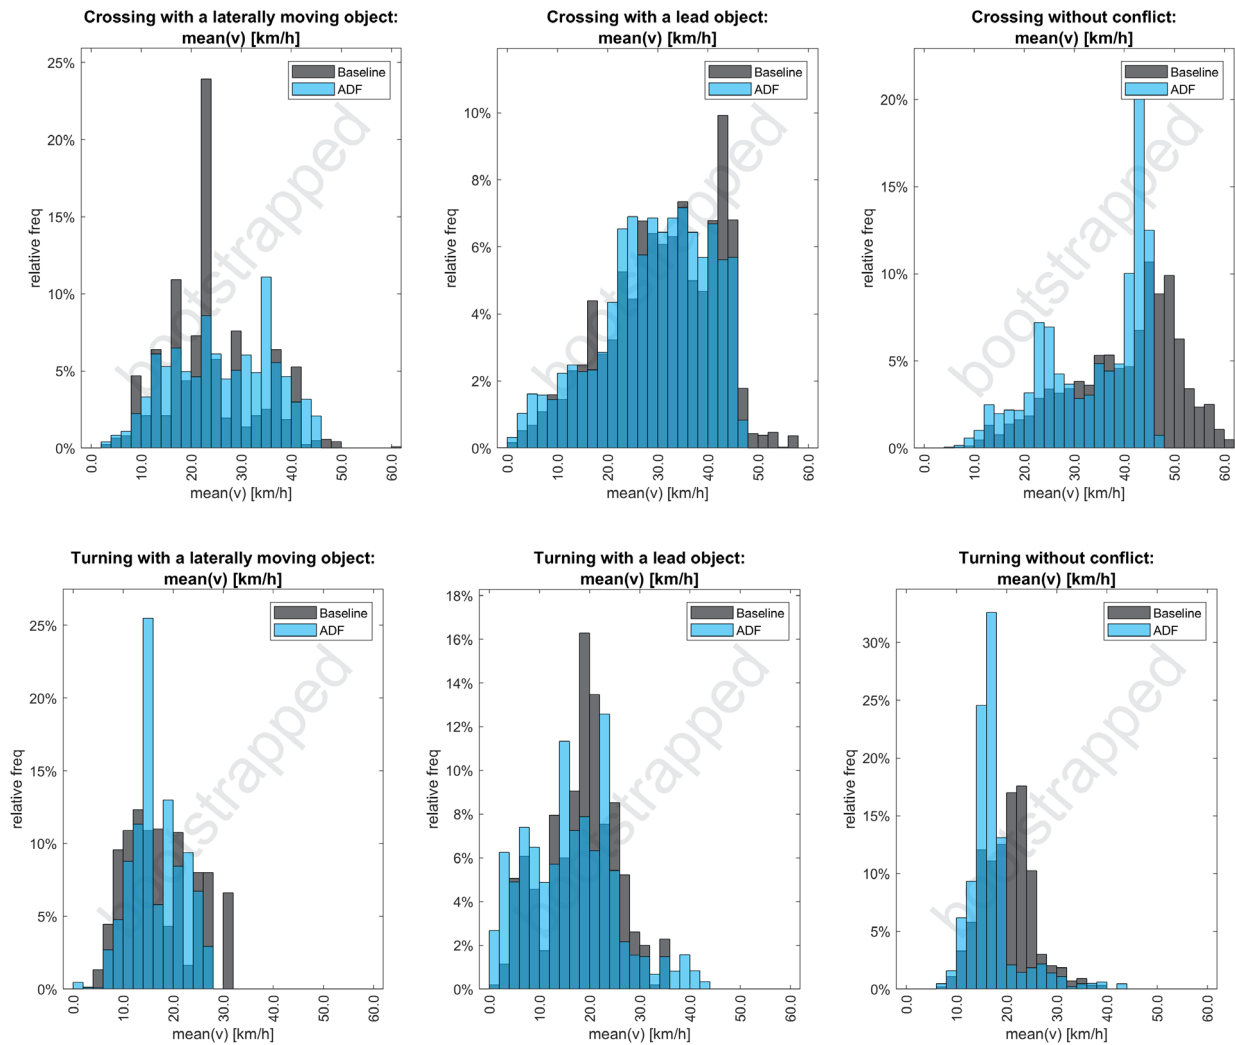 Crossing with a laterally moving object:
mean(v) [km/h]
25%
20%
15%
10%
5%
0%
relative freq
Baseline
ADF
bootstrapped
0.0
10.0
20.0
30.0
40.0
50.0
60.0
mean(v) [km/h]
Crossing with a lead object:
mean(v) [km/h]
10%
8%
6%
4%
2%
0%
relative freq
Baseline
ADF
bootstrapped
0.0
10.0
20.0
30.0
40.0
50.0
60.0
mean(v) [km/h]
Crossing without conflict:
mean(v) [km/h]
20%
15%
10%
5%
0%
relative freq
Baseline
ADF
bootstrapped
0.0
10.0
20.0
30.0
40.0
50.0
60.0
mean(v) [km/h]
Turning with a laterally moving object:
mean(v) [km/h]
25%
20%
15%
10%
5%
0%
relative freq
Baseline
ADF
bootstrapped
0.0
10.0
20.0
30.0
40.0
50.0
60.0
mean(v) [km/h]
Turning with a lead object:
mean(v) [km/h]
18%
16%
14%
12%
10%
8%
6%
4%
2%
0%
relative freq
Baseline
ADF
bootstrapped
0.0
10.0
20.0
30.0
40.0
50.0
60.0
mean(v) [km/h]
Turning without conflict:
mean(v) [km/h]
30%
25%
20%
15%
10%
5%
0%
relative freq
Baseline
ADF
bootstrapped
0.0
10.0
20.0
30.0
40.0
50.0
60.0
mean(v) [km/h]